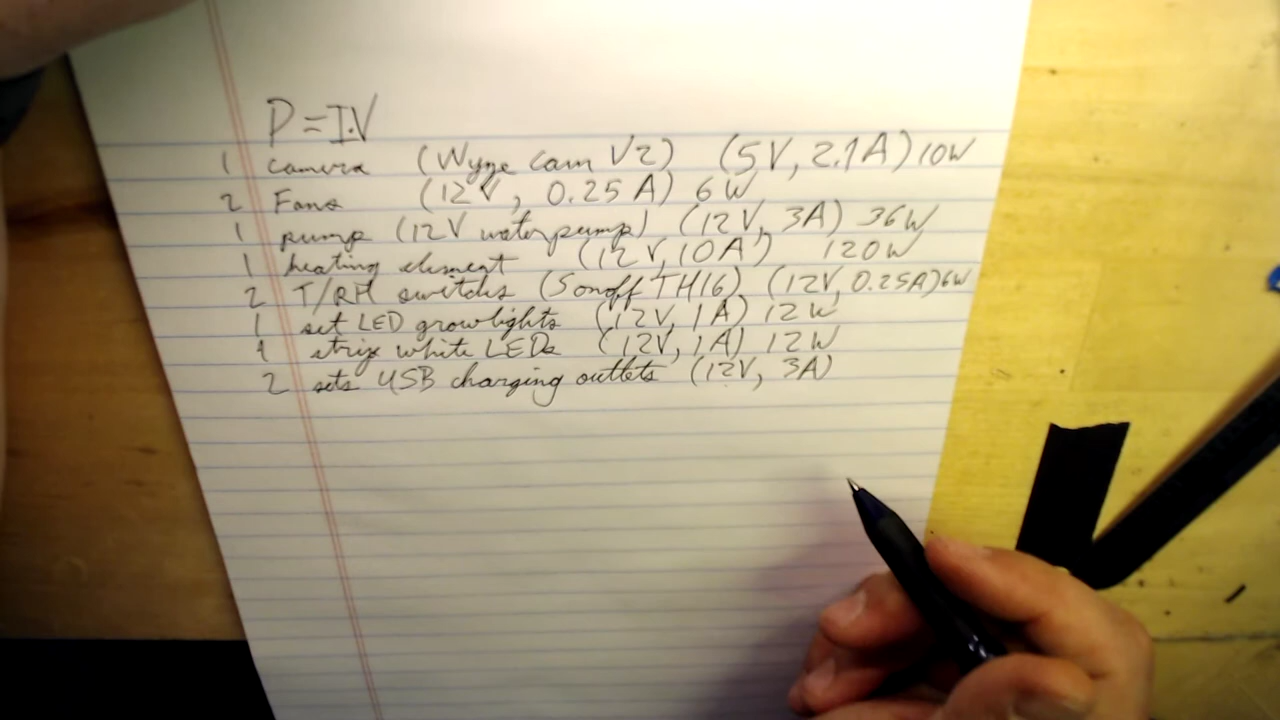 P = I·V
1 camera (Wyze Cam V2) (5V, 2.1A) 10W
2 Fans (12V, 0.25A) 6W
1 pump (12V waterpump) (12V, 3A) 36W
1 heating element (12V, 10A) 120W
2 T/RH switches (Sonoff TH16) (12V, 0.25A) 6W
1 set LED growlights (12V, 1A) 12W
1 strip white LEDs (12V, 1A) 12W
2 sets USB charging outlets (12V, 3A)